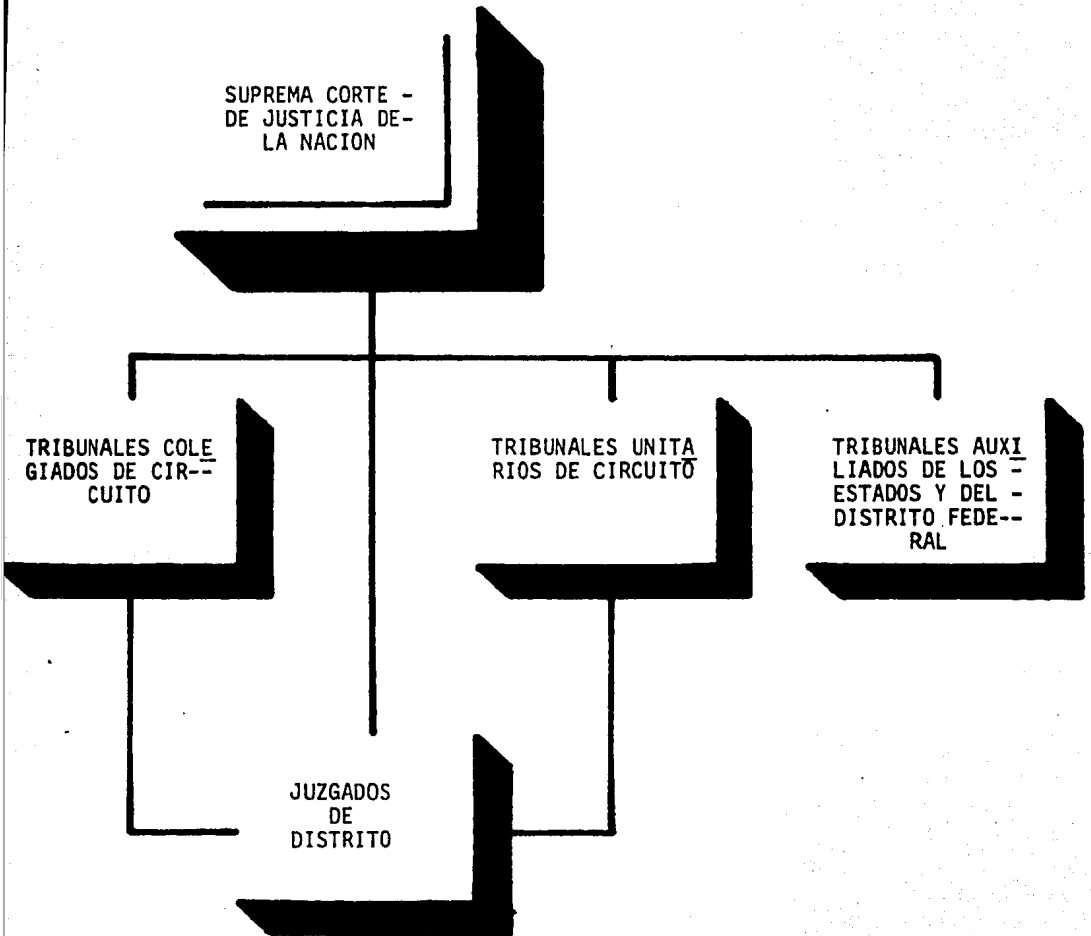 SUPREMA CORTE -
DE JUSTICIA DE-
LA NACION
TRIBUNALES COLE
GIADOS DE CIR--
CUITO
TRIBUNALES UNITA
RIOS DE CIRCUITO
TRIBUNALES AUXI
LIADOS DE LOS -
ESTADOS Y DEL -
DISTRITO FEDE--
RAL
JUZGADOS
DE
DISTRITO